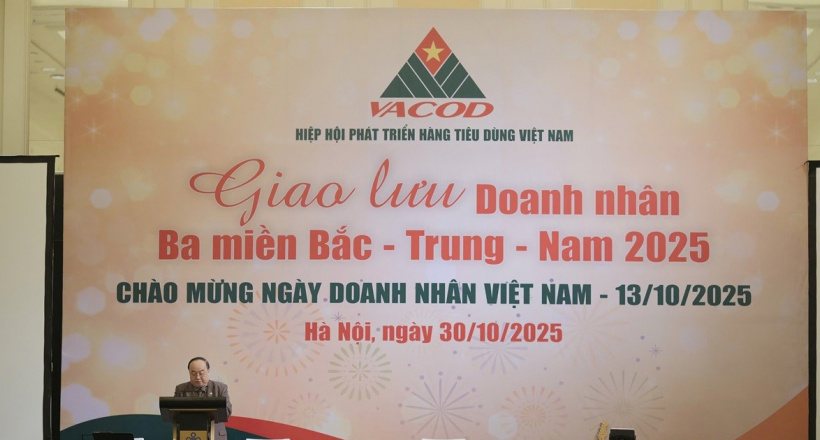 VACOD
HIỆP HỘI PHÁT TRIỂN HÀNG TIÊU DÙNG VIỆT NAM
Giao lưu Doanh nhân
Ba miền Bắc - Trung - Nam 2025
CHÀO MỪNG NGÀY DOANH NHÂN VIỆT NAM - 13/10/2025
Hà Nội, ngày 30/10/2025